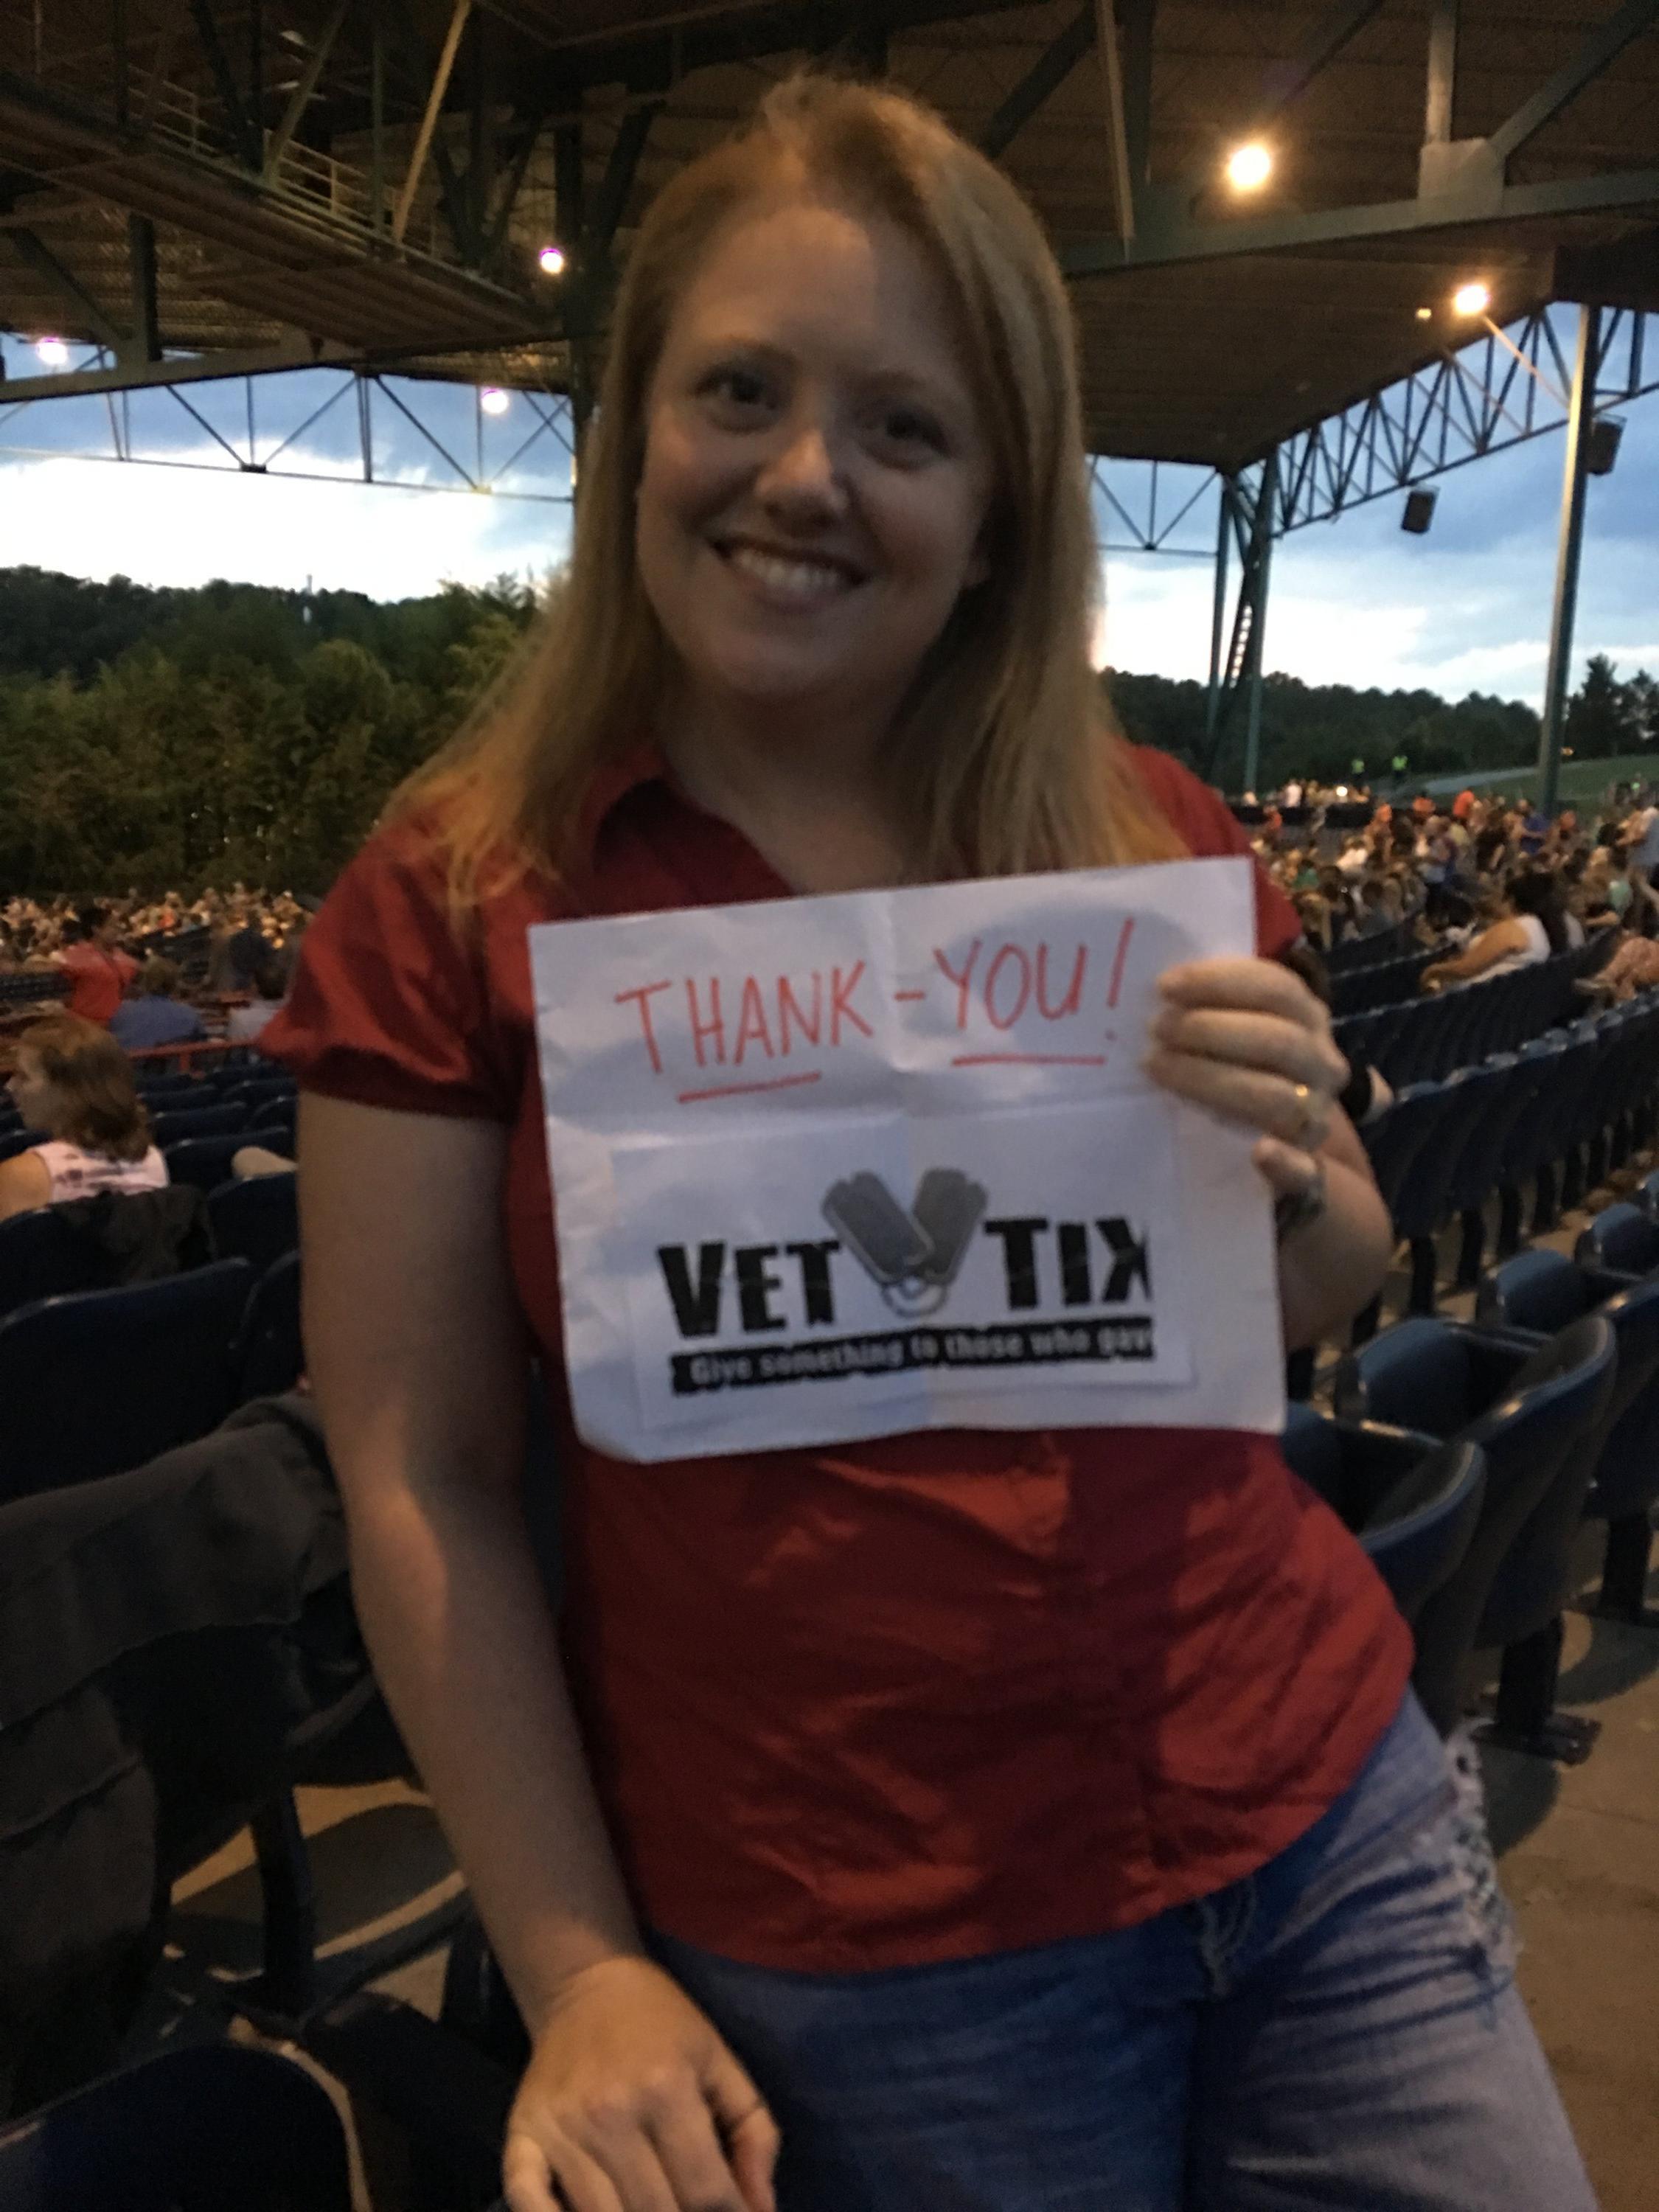 THANK-YOU!
VET TIX
Give something to those who gave